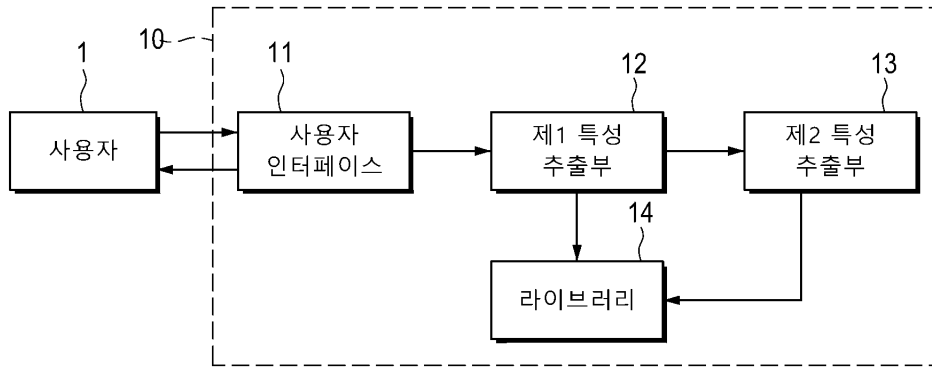 10
1
11
12
13
사용자
사용자
인터페이스
제1 특성
추출부
제2 특성
추출부
14
라이브러리